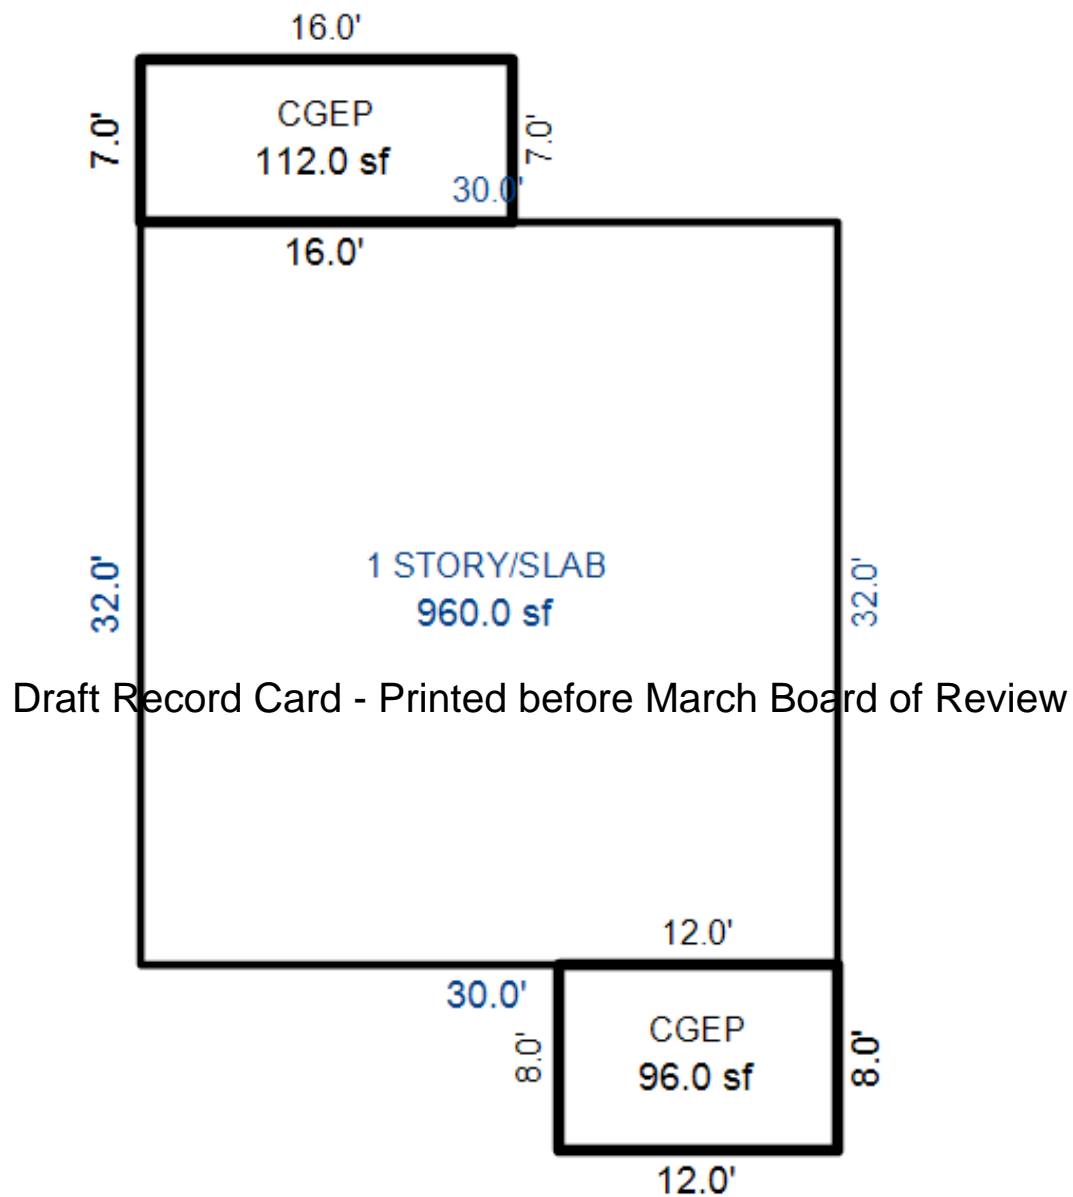 16.0'
CGEP
7.0'
7.0'
112.0 sf
30.0'
16.0'
1 STORY/SLAB
32.0'
32.0'
960.0 sf
Draft Record Card - Printed before March Board of Review
12.0'
30.0'
CGEP
8.0'
8.0'
96.0 sf
12.0'